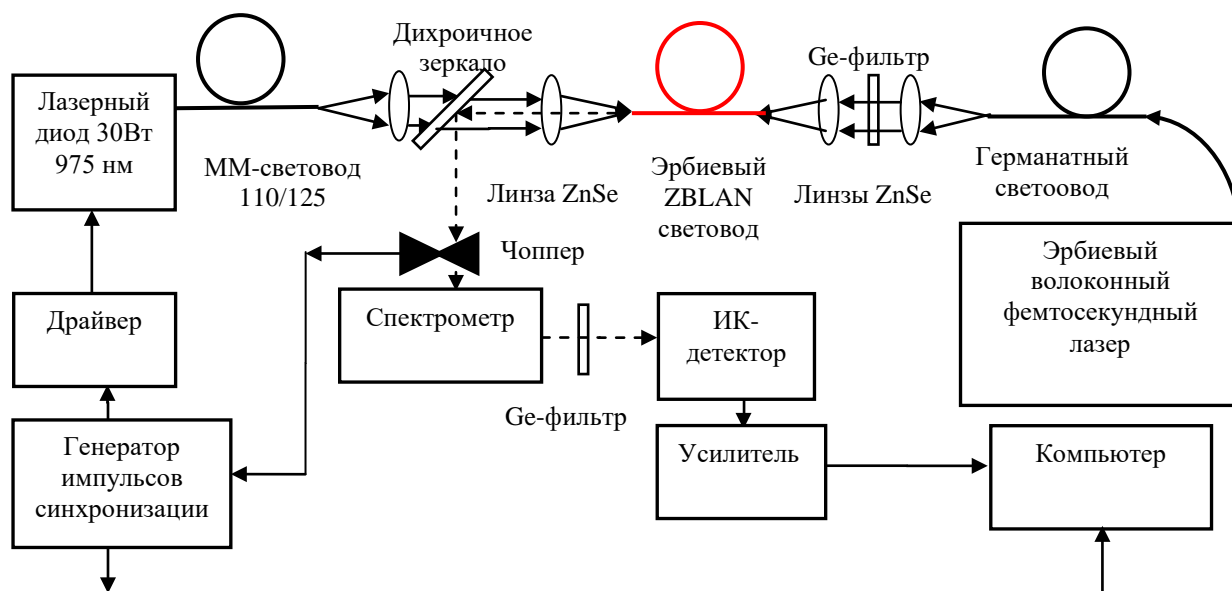 Дихроичное
зеркало
Ge-фильтр
Лазерный
диод 30Вт
975 нм
ММ-световод
110/125
Линза ZnSe
Эрбиевый
ZBLAN
световод
Линзы ZnSe
Германатный
светоовод
Чоппер
Драйвер
Спектрометр
ИК-
детектор
Эрбиевый
волоконный
фемтосекундный
лазер
Ge-фильтр
Генератор
импульсов
синхронизации
Усилитель
Компьютер